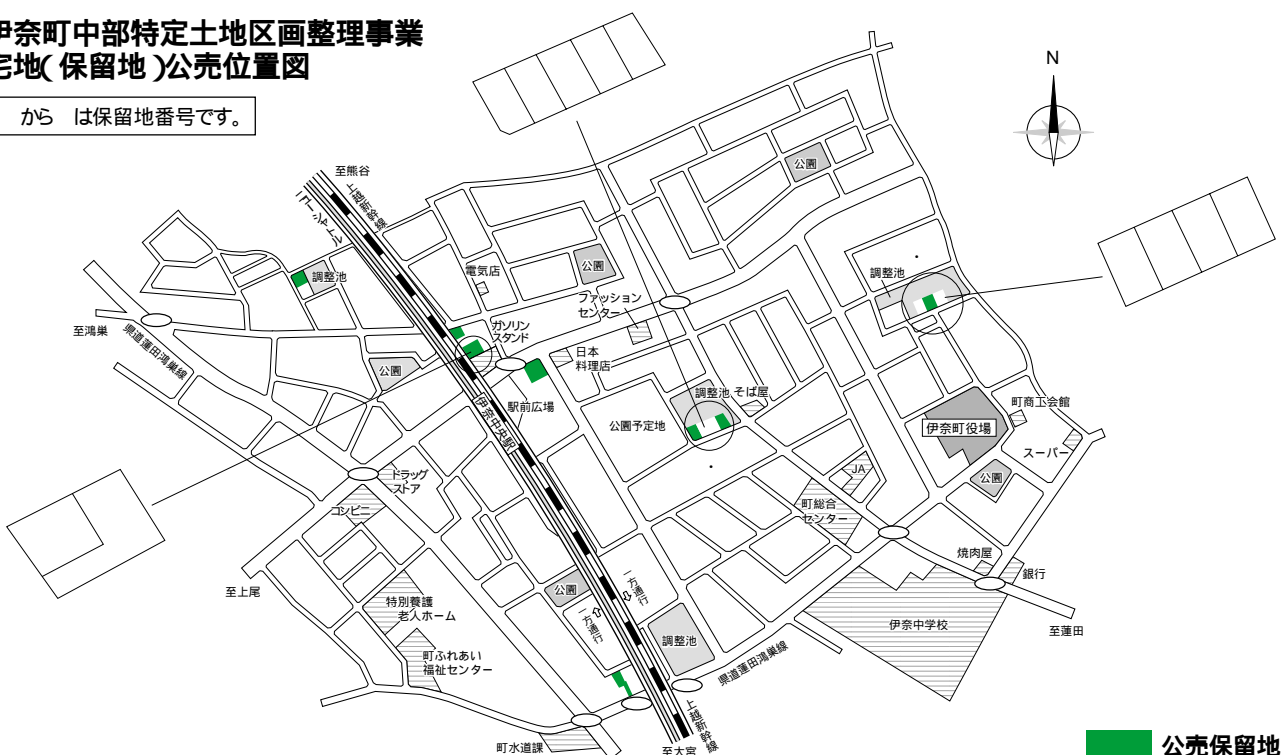 伊奈町中部特定土地区画整理事業
宅地(保留地)公売位置図
から　は保留地番号です。
N
至熊谷
上越新幹線
ニューシャトル
調整池
電気店
公園
公園
ファッション
センター
調整池
至鴻巣
県道蓮田鴻巣線
ガソリン
スタンド
日本
料理店
公園
伊奈中央駅
駅前広場
公園予定地
調整池
そば屋
町商工会館
伊奈町役場
スーパー
公園
ドラッグ
ストア
コンビニ
JA
町総合
センター
焼肉屋
銀行
至上尾
特別養護
老人ホーム
公園
一方通行
一方通行
伊奈中学校
至蓮田
町ふれあい
福祉センター
調整池
県道蓮田鴻巣線
上越新幹線
町水道課
至大宮
公売保留地